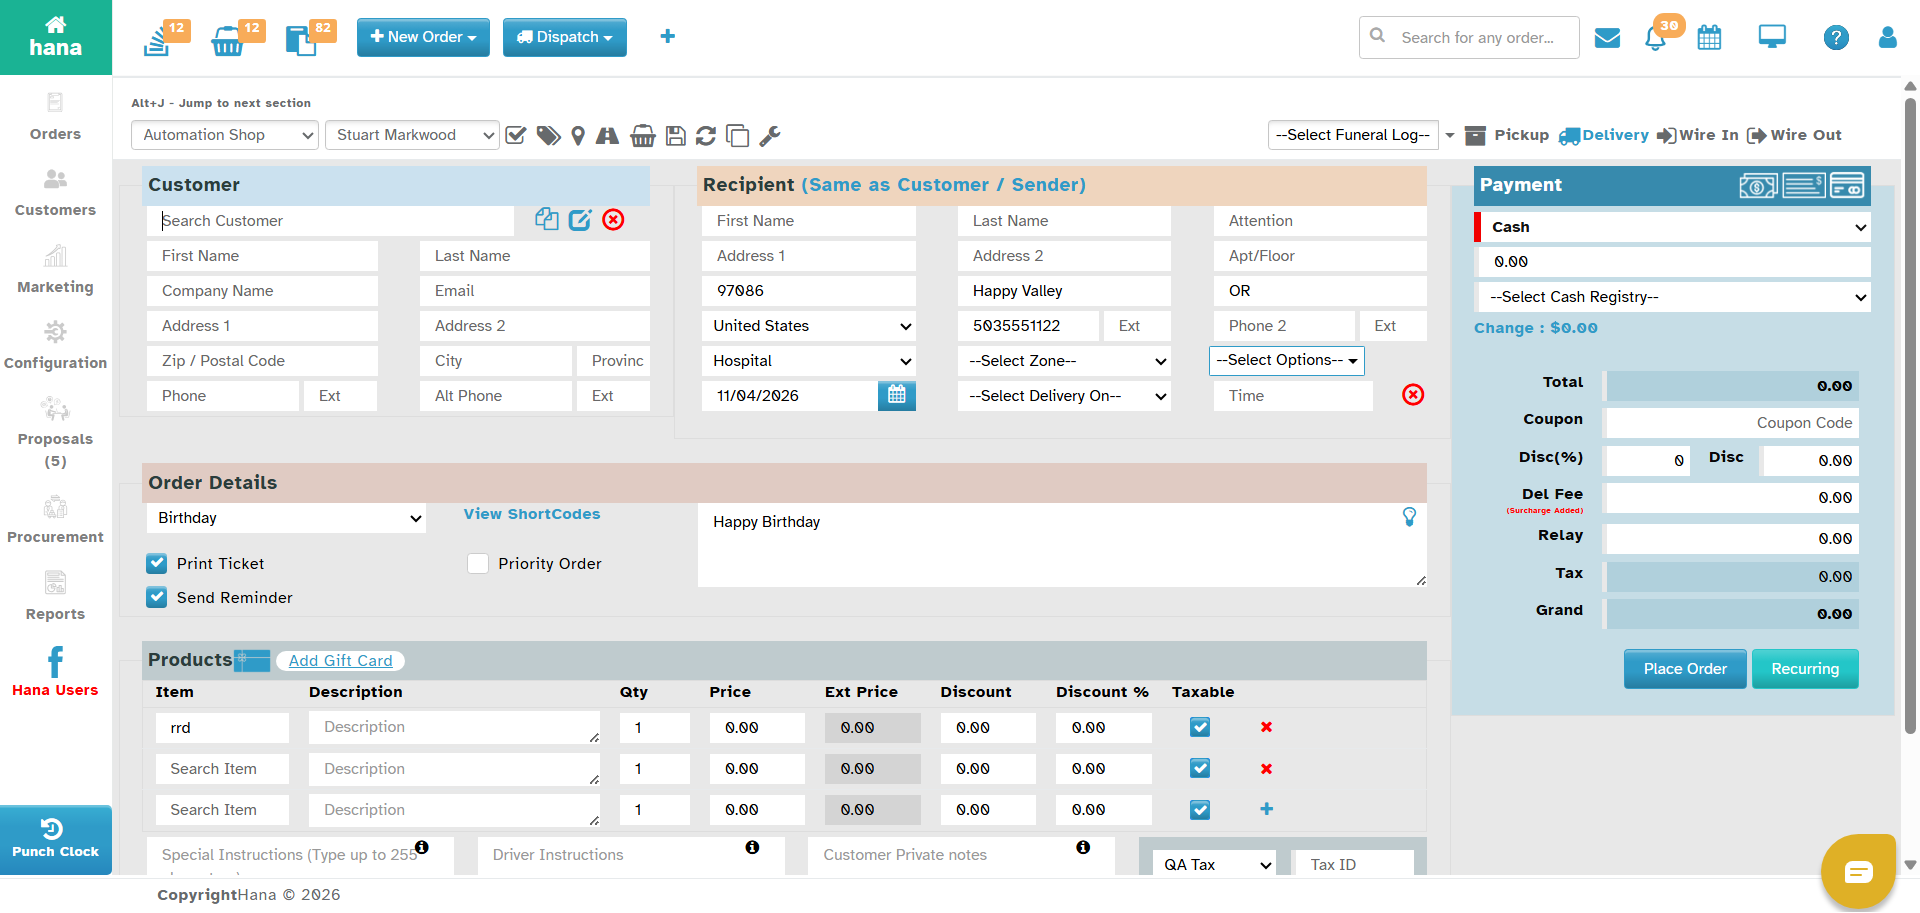 hana
12
12
82
New Order
Dispatch
Search for any order...
30
Orders
Customers
Marketing
Configuration
Proposals
(5)
Procurement
Reports
Hana Users
Punch Clock
Alt+J - Jump to next section
Automation Shop
Stuart Markwood
--Select Funeral Log--
Pickup
Delivery
Wire In
Wire Out
Customer
Search Customer
First Name
Last Name
Company Name
Email
Address 1
Address 2
Zip / Postal Code
City
Provinc
Phone
Ext
Alt Phone
Ext
Recipient (Same as Customer / Sender)
First Name
Last Name
Attention
Address 1
Address 2
Apt/Floor
97086
Happy Valley
OR
United States
5035551122
Ext
Phone 2
Ext
Hospital
--Select Zone--
--Select Options--
11/04/2026
--Select Delivery On--
Time
Payment
Cash
0.00
--Select Cash Registry--
Change : $0.00
Total 0.00
Coupon Coupon Code
Disc(%) 0 Disc 0.00
Del Fee 0.00
(Surcharge Added)
Relay 0.00
Tax 0.00
Grand 0.00
Place Order
Recurring
Order Details
Birthday
View ShortCodes
Happy Birthday
Print Ticket
Priority Order
Send Reminder
Products
Add Gift Card
Item Description Qty Price Ext Price Discount Discount % Taxable
rrd Description 1 0.00 0.00 0.00 0.00
Search Item Description 1 0.00 0.00 0.00 0.00
Search Item Description 1 0.00 0.00 0.00 0.00
Special Instructions (Type up to 255
Driver Instructions
Customer Private notes
QA Tax
Tax ID
CopyrightHana © 2026